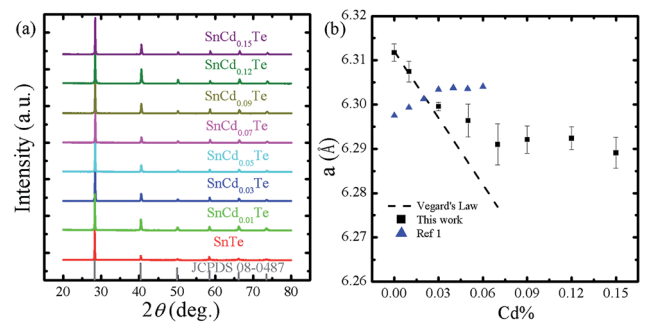 (a)
SnCd0.15Te
SnCd0.12Te
SnCd0.09Te
SnCd0.07Te
SnCd0.05Te
SnCd0.03Te
SnCd0.01Te
SnTe
JCPDS 08-0487
Intensity (a.u.)
20 30 40 50 60 70 80
2θ (deg.)
(b)
6.32
6.31
6.30
6.29
6.28
6.27
6.26
a (Å)
Vegard's Law
This work
Ref 1
0.00 0.03 0.06 0.09 0.12 0.15
Cd%